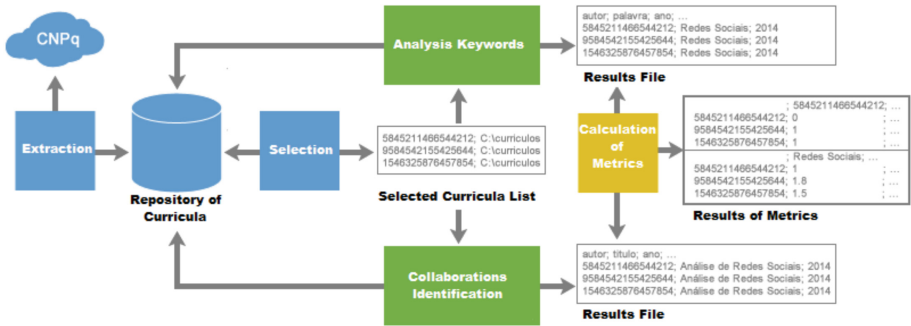 CNPq
Extraction
Repository of
Curricula
Selection
Analysis Keywords
5845211466544212; C:\curriculos
9584542155425644; C:\curriculos
1546325876457854; C:\curriculos
Selected Curricula List
Collaborations
Identification
autor; palavra; ano; ...
5845211466544212; Redes Sociais; 2014
9584542155425644; Redes Sociais; 2014
1546325876457854; Redes Sociais; 2014
Results File
Calculation
of
Metrics
; 5845211466544212; ...
5845211466544212; 0 ; ...
9584542155425644; 1 ; ...
1546325876457854; 1 ; ...
; Redes Sociais; ...
5845211466544212; 1 ; ...
9584542155425644; 1.8 ; ...
1546325876457854; 1.5 ; ...
Results of Metrics
autor; titulo; ano; ...
5845211466544212; Análise de Redes Sociais; 2014
9584542155425644; Análise de Redes Sociais; 2014
1546325876457854; Análise de Redes Sociais; 2014
Results File